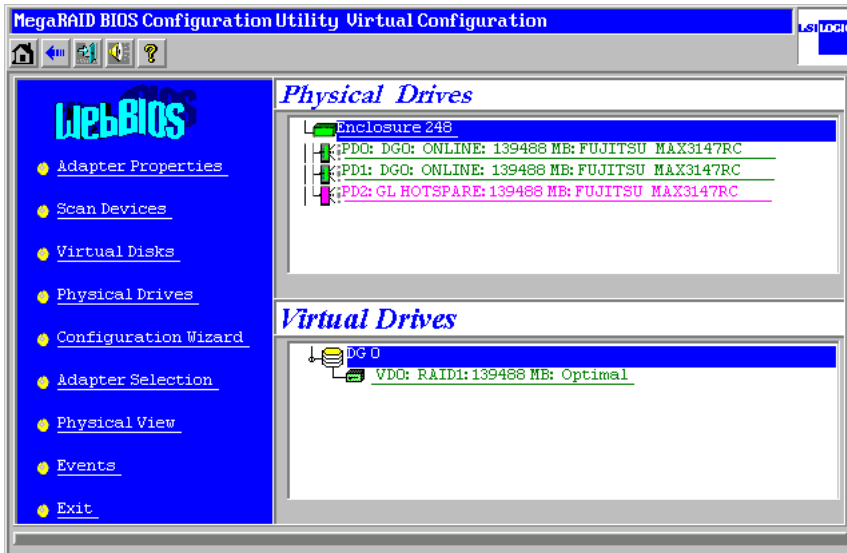 MegaRAID BIOS Configuration Utility Virtual Configuration
LSI LOGIC
WebBIOS
Adapter Properties
Scan Devices
Virtual Disks
Physical Drives
Configuration Wizard
Adapter Selection
Physical View
Events
Exit
Physical Drives
Enclosure 248
PD0: DG0: ONLINE: 139488 MB: FUJITSU MAX3147RC
PD1: DG0: ONLINE: 139488 MB: FUJITSU MAX3147RC
PD2: GL HOTSPARE: 139488 MB: FUJITSU MAX3147RC
Virtual Drives
DG 0
VD0: RAID1: 139488 MB: Optimal